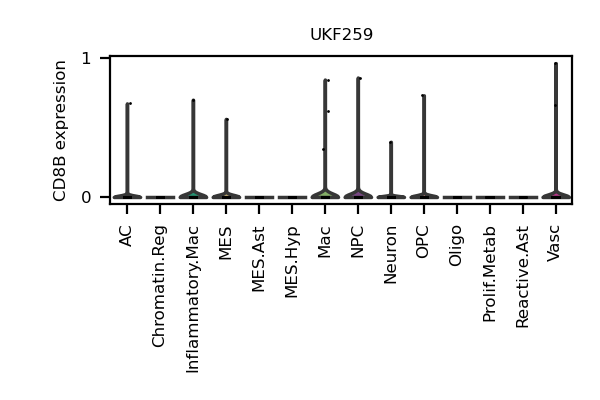 UKF259
CD8B expression
1
0
AC
Chromatin.Reg
Inflammatory.Mac
MES
MES.Ast
MES.Hyp
Mac
NPC
Neuron
OPC
Oligo
Prolif.Metab
Reactive.Ast
Vasc